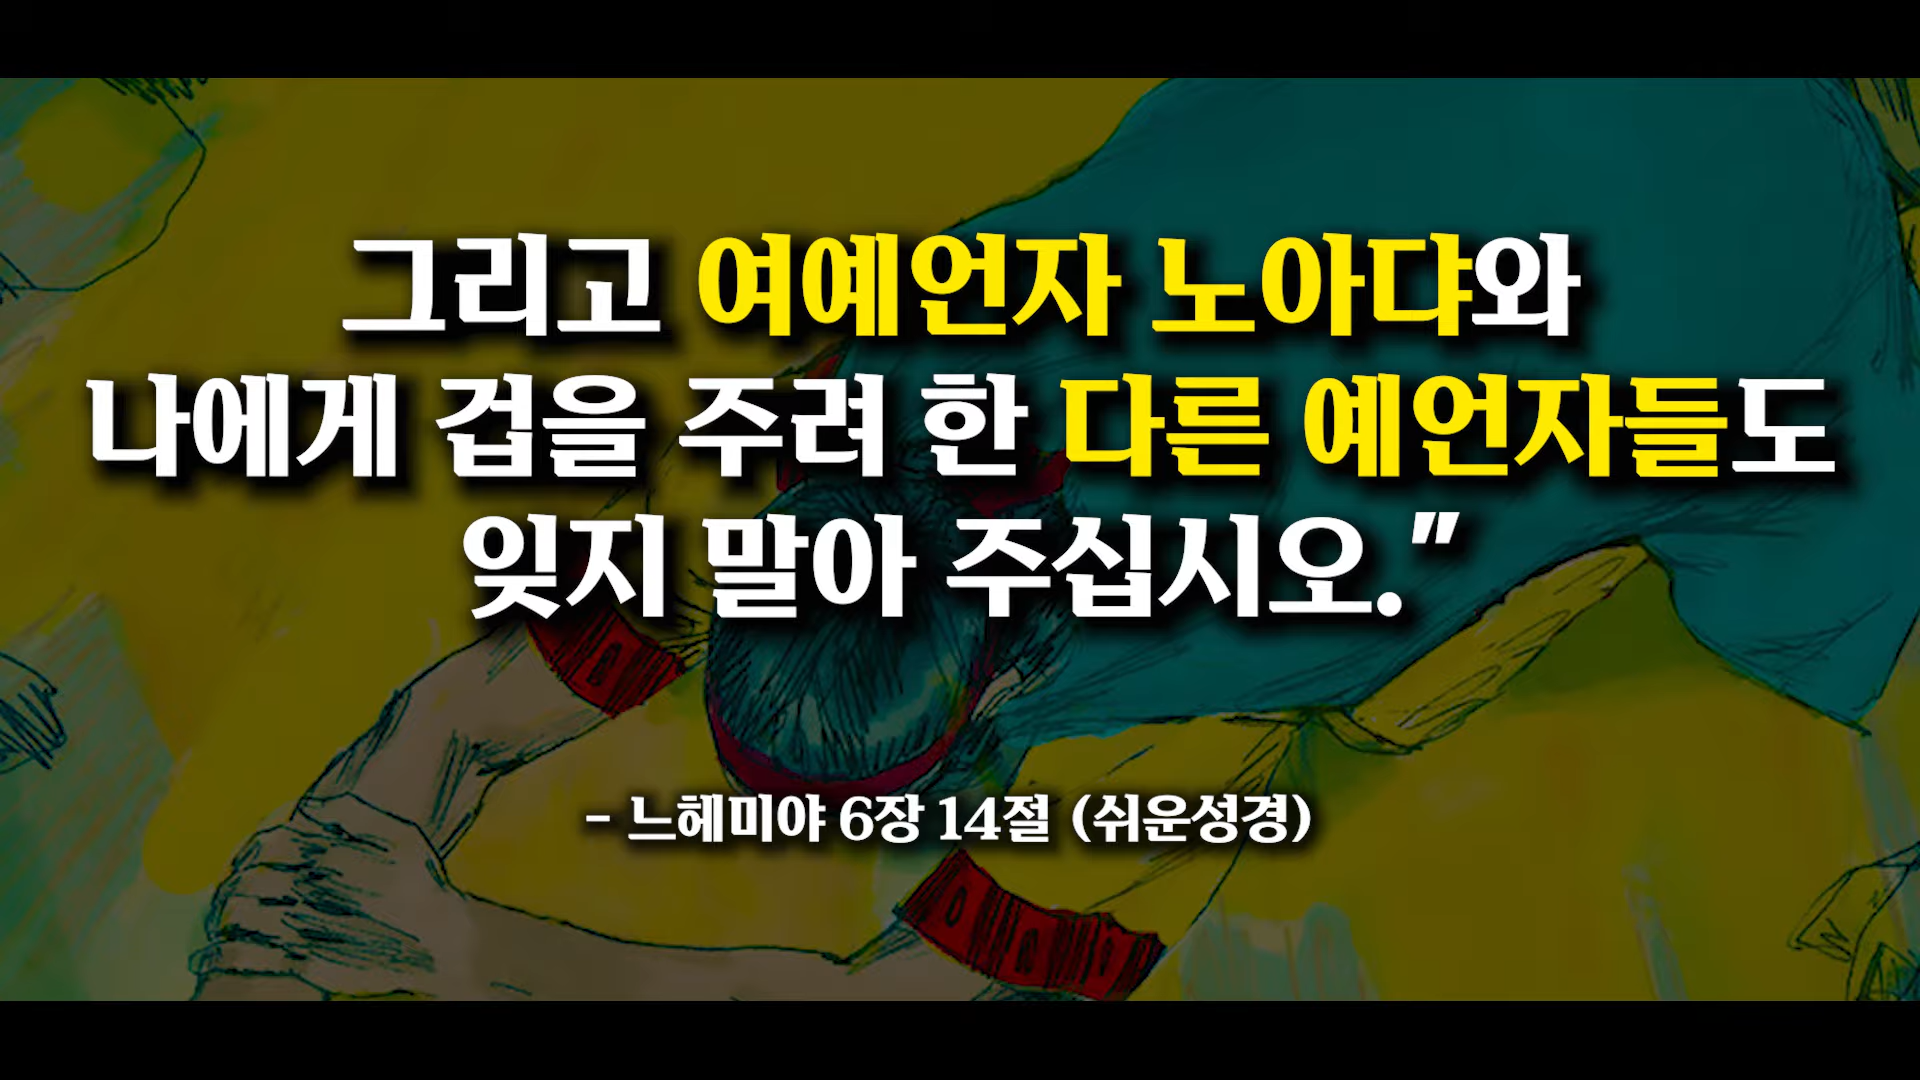 그리고 여예언자 노아댜와
나에게 겁을 주려 한 다른 예언자들도
잊지 말아 주십시오."
- 느헤미야 6장 14절 (쉬운성경)